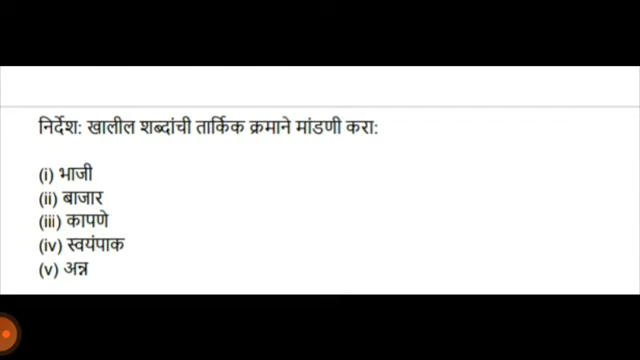 निर्देश: खालील शब्दांची तार्किक क्रमाने मांडणी करा:
(i) भाजी
(ii) बाजार
(iii) कापणे
(iv) स्वयंपाक
(v) अन्न